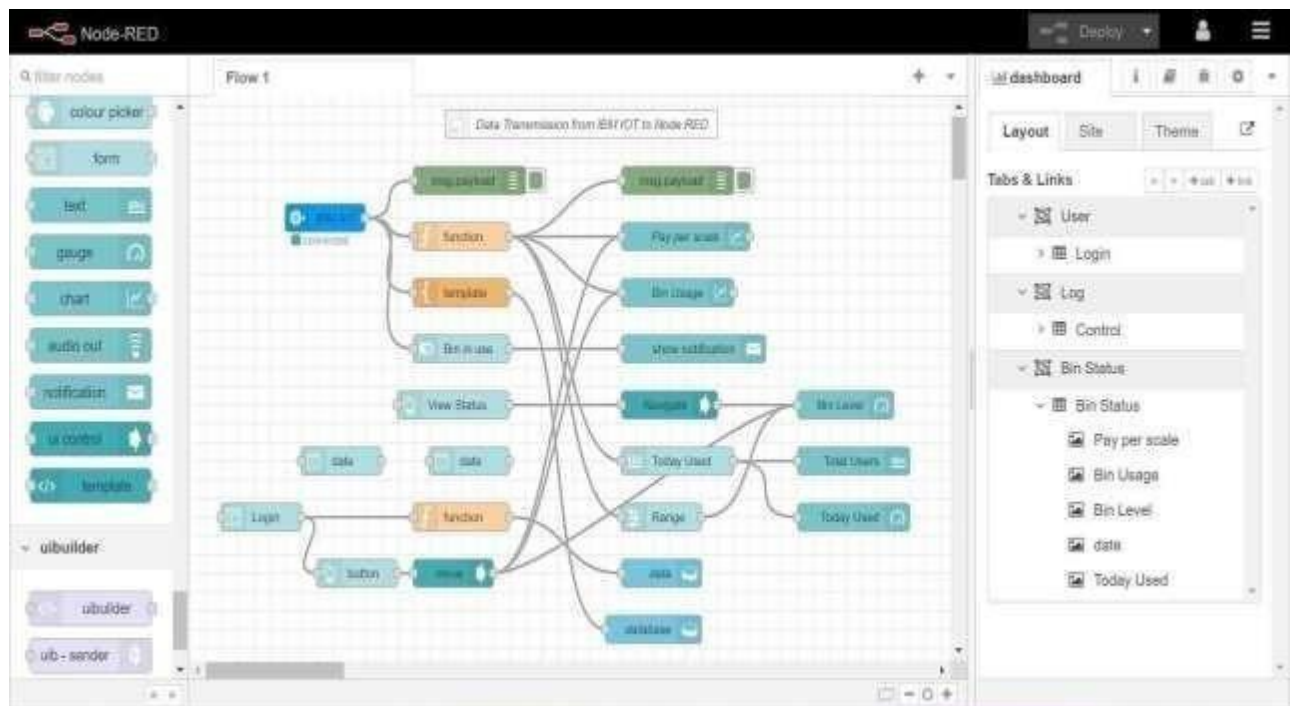 Node-RED
Deploy
filter nodes
Flow 1
dashboard
colour picker
form
text
gauge
chart
audio out
notification
ui control
template
uibuilder
uibuilder
uib - sender
Data Transmission from IBM IOT to Node RED
msg.payload
msg.payload
connected
function
Pay per scale
template
Bin Usage
Bin in use
show notification
View Status
Navigate
Bin Level
date
date
Today Used
Total Users
Login
function
Range
Today Used
button
data
database
Layout
Site
Theme
Tabs & Links
User
Login
Log
Control
Bin Status
Bin Status
Pay per scale
Bin Usage
Bin Level
date
Today Used